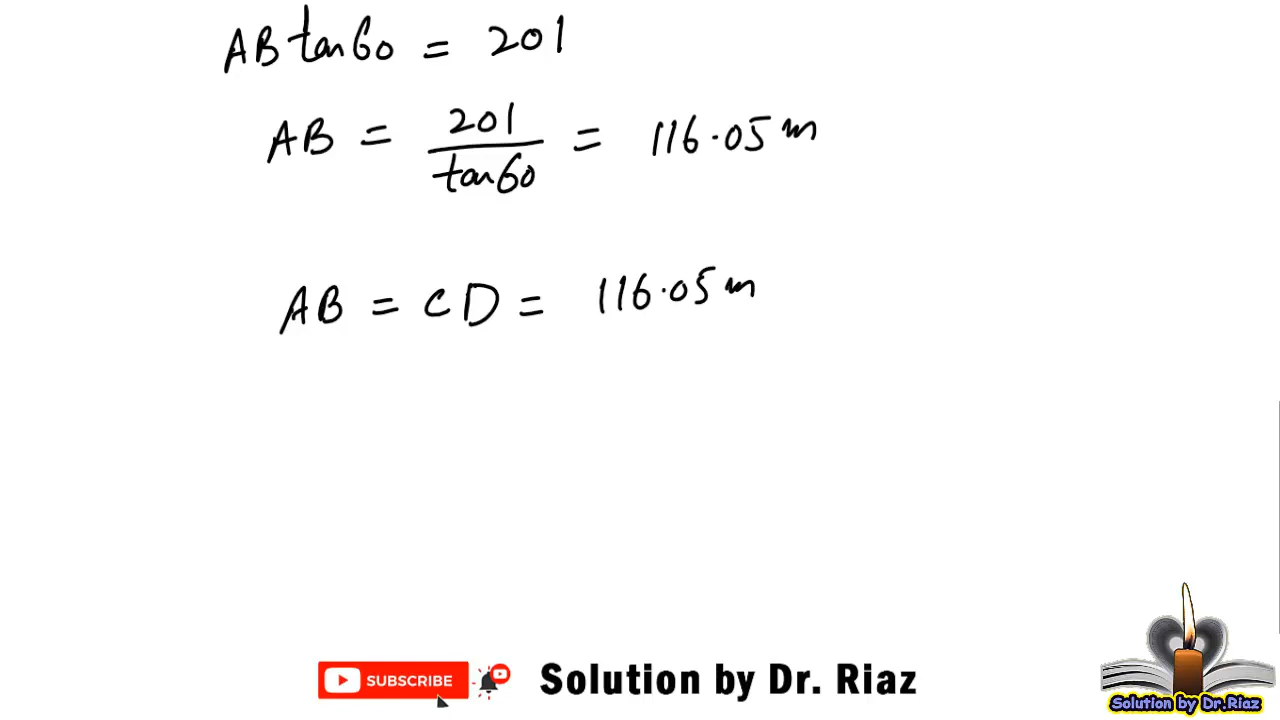 AB tan60 = 201
AB = 201/tan60 = 116.05 m
AB = CD = 116.05 m
SUBSCRIBE Solution by Dr. Riaz
Solution by Dr.Riaz